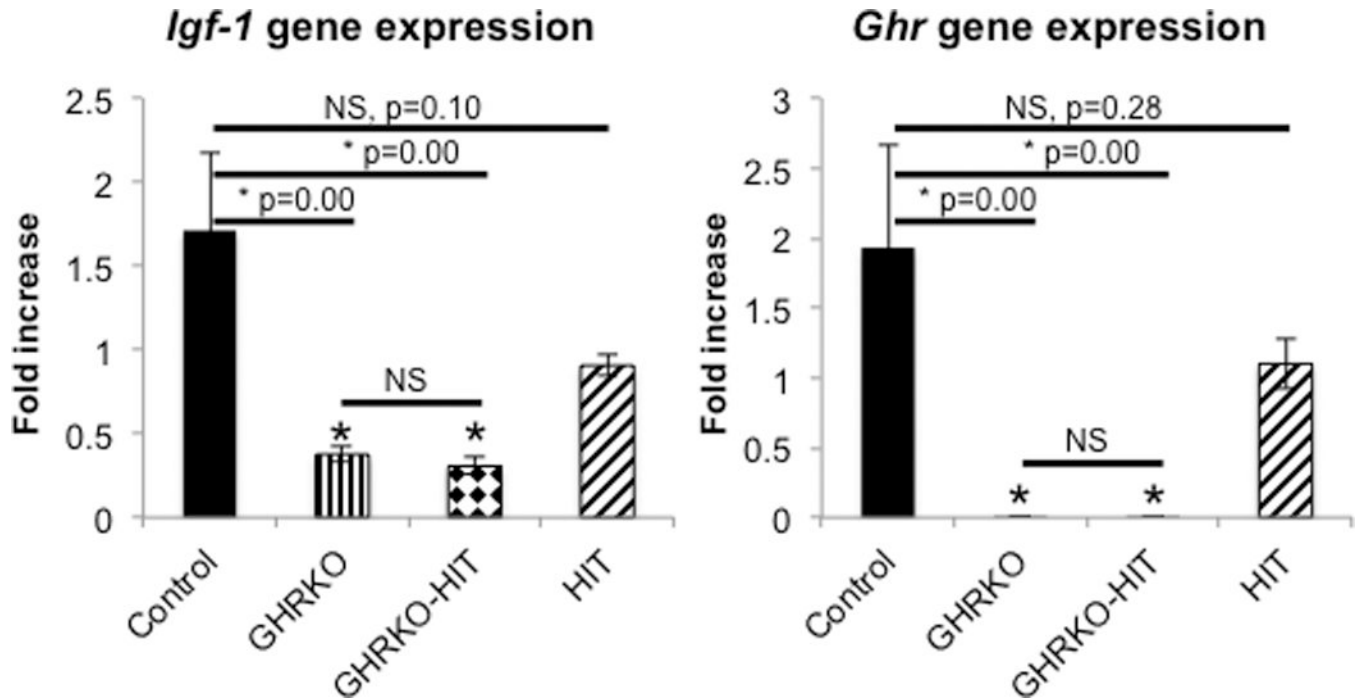 Igf-1 gene expression
Fold increase
2.5
2
1.5
1
0.5
0
NS, p=0.10
* p=0.00
* p=0.00
NS
*
*
Control
GHRKO
GHRKO-HIT
HIT
Ghr gene expression
Fold increase
3
2.5
2
1.5
1
0.5
0
NS, p=0.28
* p=0.00
* p=0.00
NS
*
*
Control
GHRKO
GHRKO-HIT
HIT